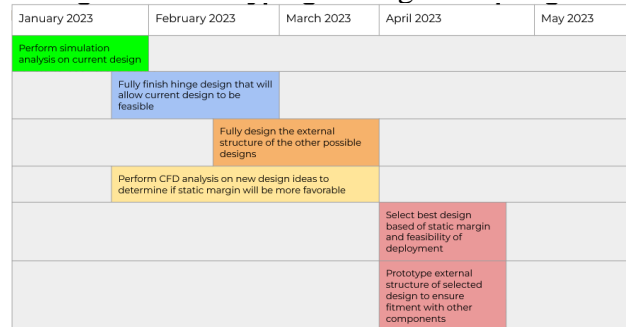 January 2023 February 2023 March 2023 April 2023 May 2023
Perform simulation
analysis on current design
Fully finish hinge design that will
allow current design to be
feasible
Fully design the external
structure of the other possible
designs
Perform CFD analysis on new design ideas to
determine if static margin will be more favorable
Select best design
based of static margin
and feasibility of
deployment
Prototype external
structure of selected
design to ensure
fitment with other
components